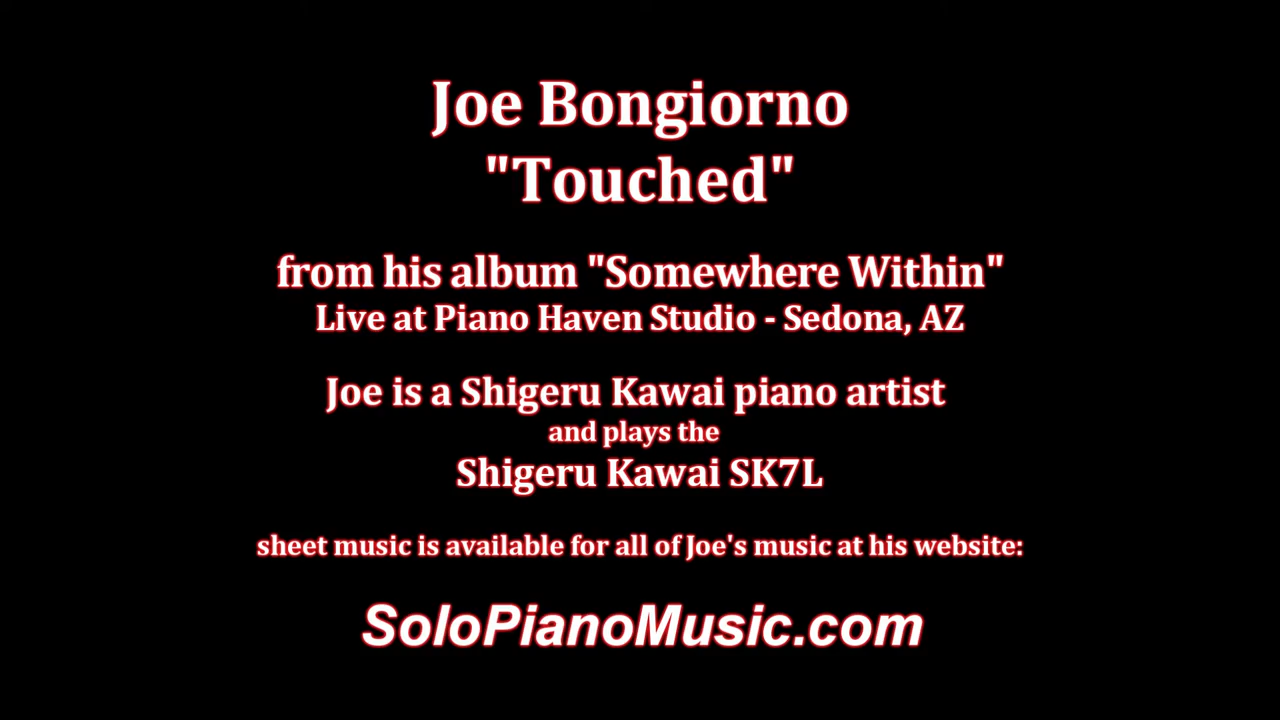 Joe Bongiorno
"Touched"
from his album "Somewhere Within"
Live at Piano Haven Studio - Sedona, AZ
Joe is a Shigeru Kawai piano artist
and plays the
Shigeru Kawai SK7L
sheet music is available for all of Joe's music at his website:
SoloPianoMusic.com